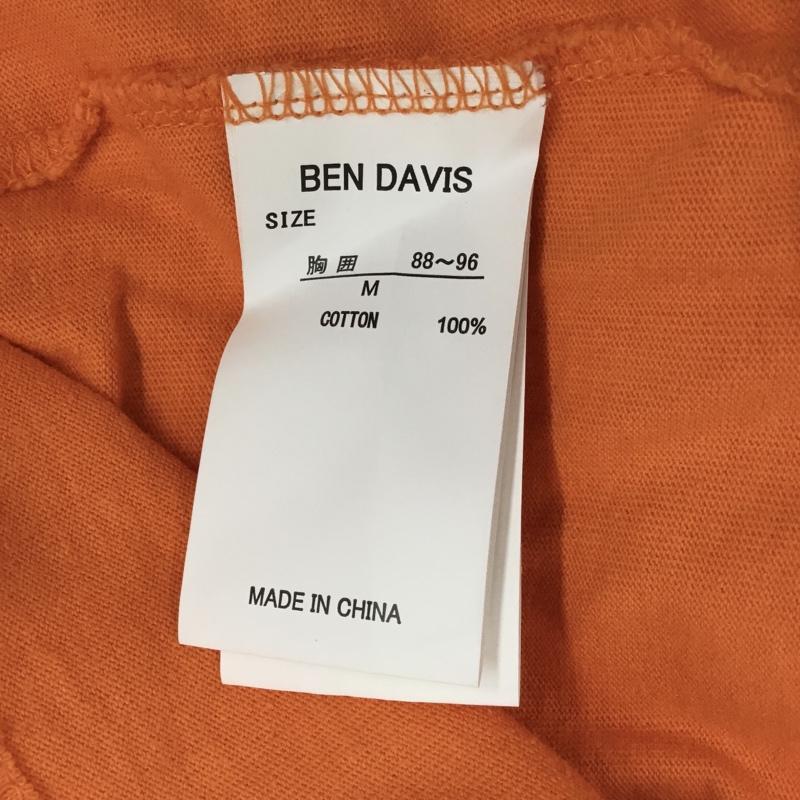 BEN DAVIS
SIZE
胸囲 88～96
M
COTTON 100%
MADE IN CHINA